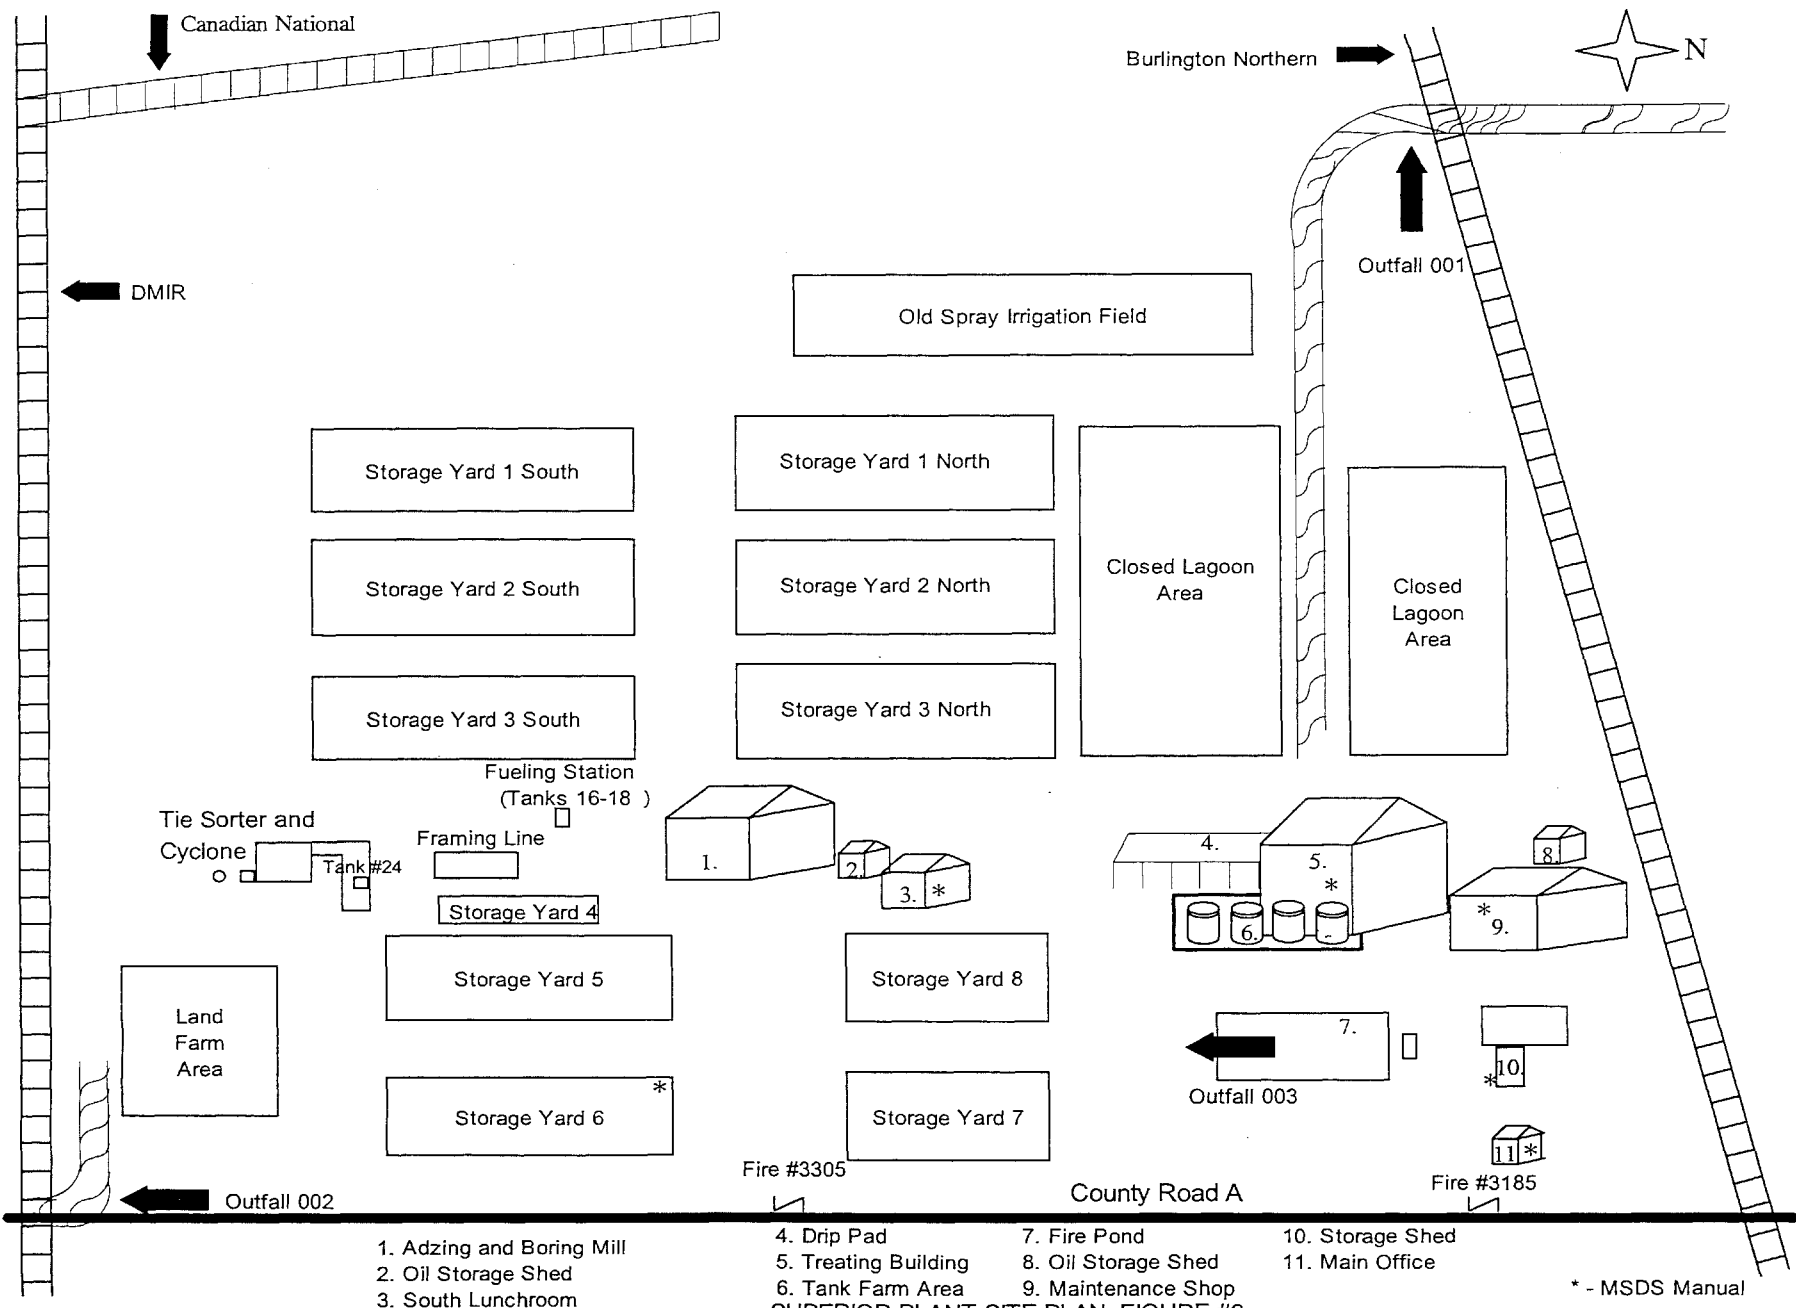 Canadian National
Burlington Northern
N
DMIR
Outfall 001
Old Spray Irrigation Field
Storage Yard 1 South
Storage Yard 1 North
Storage Yard 2 South
Storage Yard 2 North
Closed Lagoon
Area
Closed
Lagoon
Area
Storage Yard 3 South
Storage Yard 3 North
Fueling Station
(Tanks 16-18 )
Tie Sorter and
Cyclone
Framing Line
Tank #24
1.
2.
3. *
4.
5.
*
6.
8.
* 9.
Storage Yard 4
Storage Yard 5
Storage Yard 8
Land
Farm
Area
7.
10.
*
Outfall 003
*
Storage Yard 6
Storage Yard 7
11 *
Fire #3305
Fire #3185
County Road A
Outfall 002
1. Adzing and Boring Mill
2. Oil Storage Shed
3. South Lunchroom
4. Drip Pad
5. Treating Building
6. Tank Farm Area
7. Fire Pond
8. Oil Storage Shed
9. Maintenance Shop
10. Storage Shed
11. Main Office
* - MSDS Manual
SUPERIOR PLANT SITE PLAN FIGURE